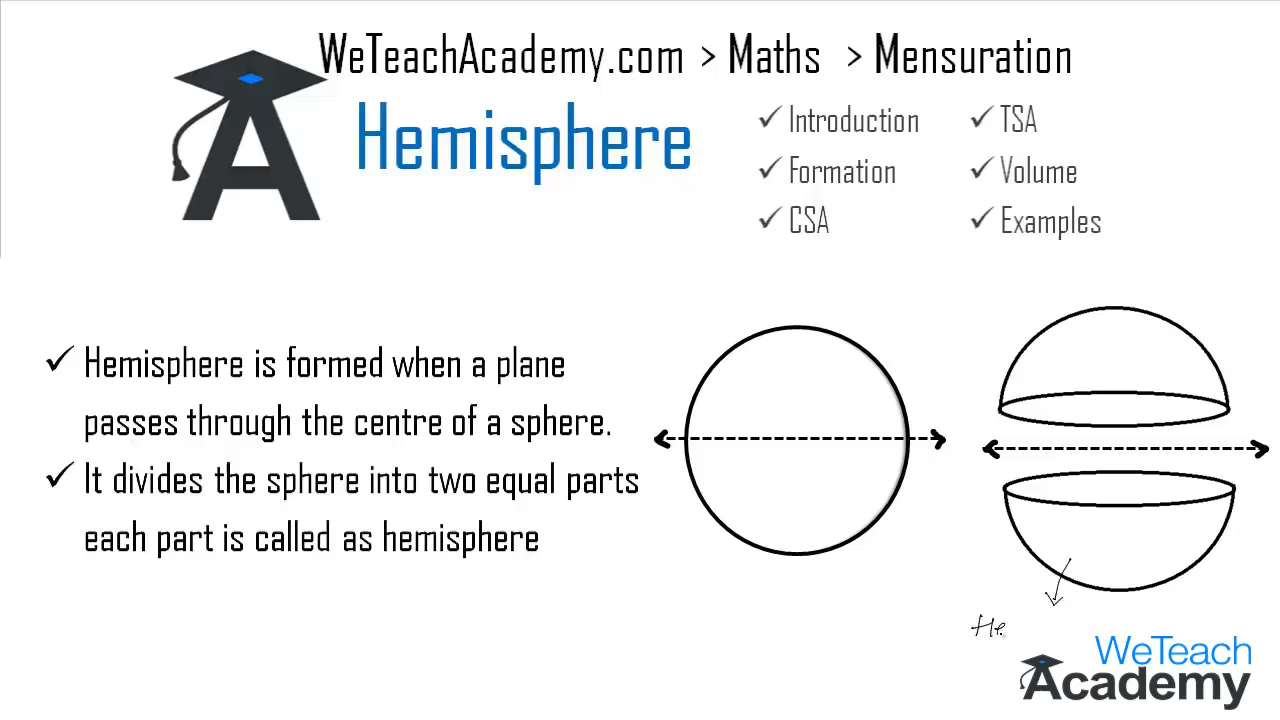 WeTeachAcademy.com > Maths > Mensuration
Hemisphere
✓ Introduction
✓ Formation
✓ CSA
✓ TSA
✓ Volume
✓ Examples
✓ Hemisphere is formed when a plane
passes through the centre of a sphere.
✓ It divides the sphere into two equal parts
each part is called as hemisphere
He
WeTeach
Academy